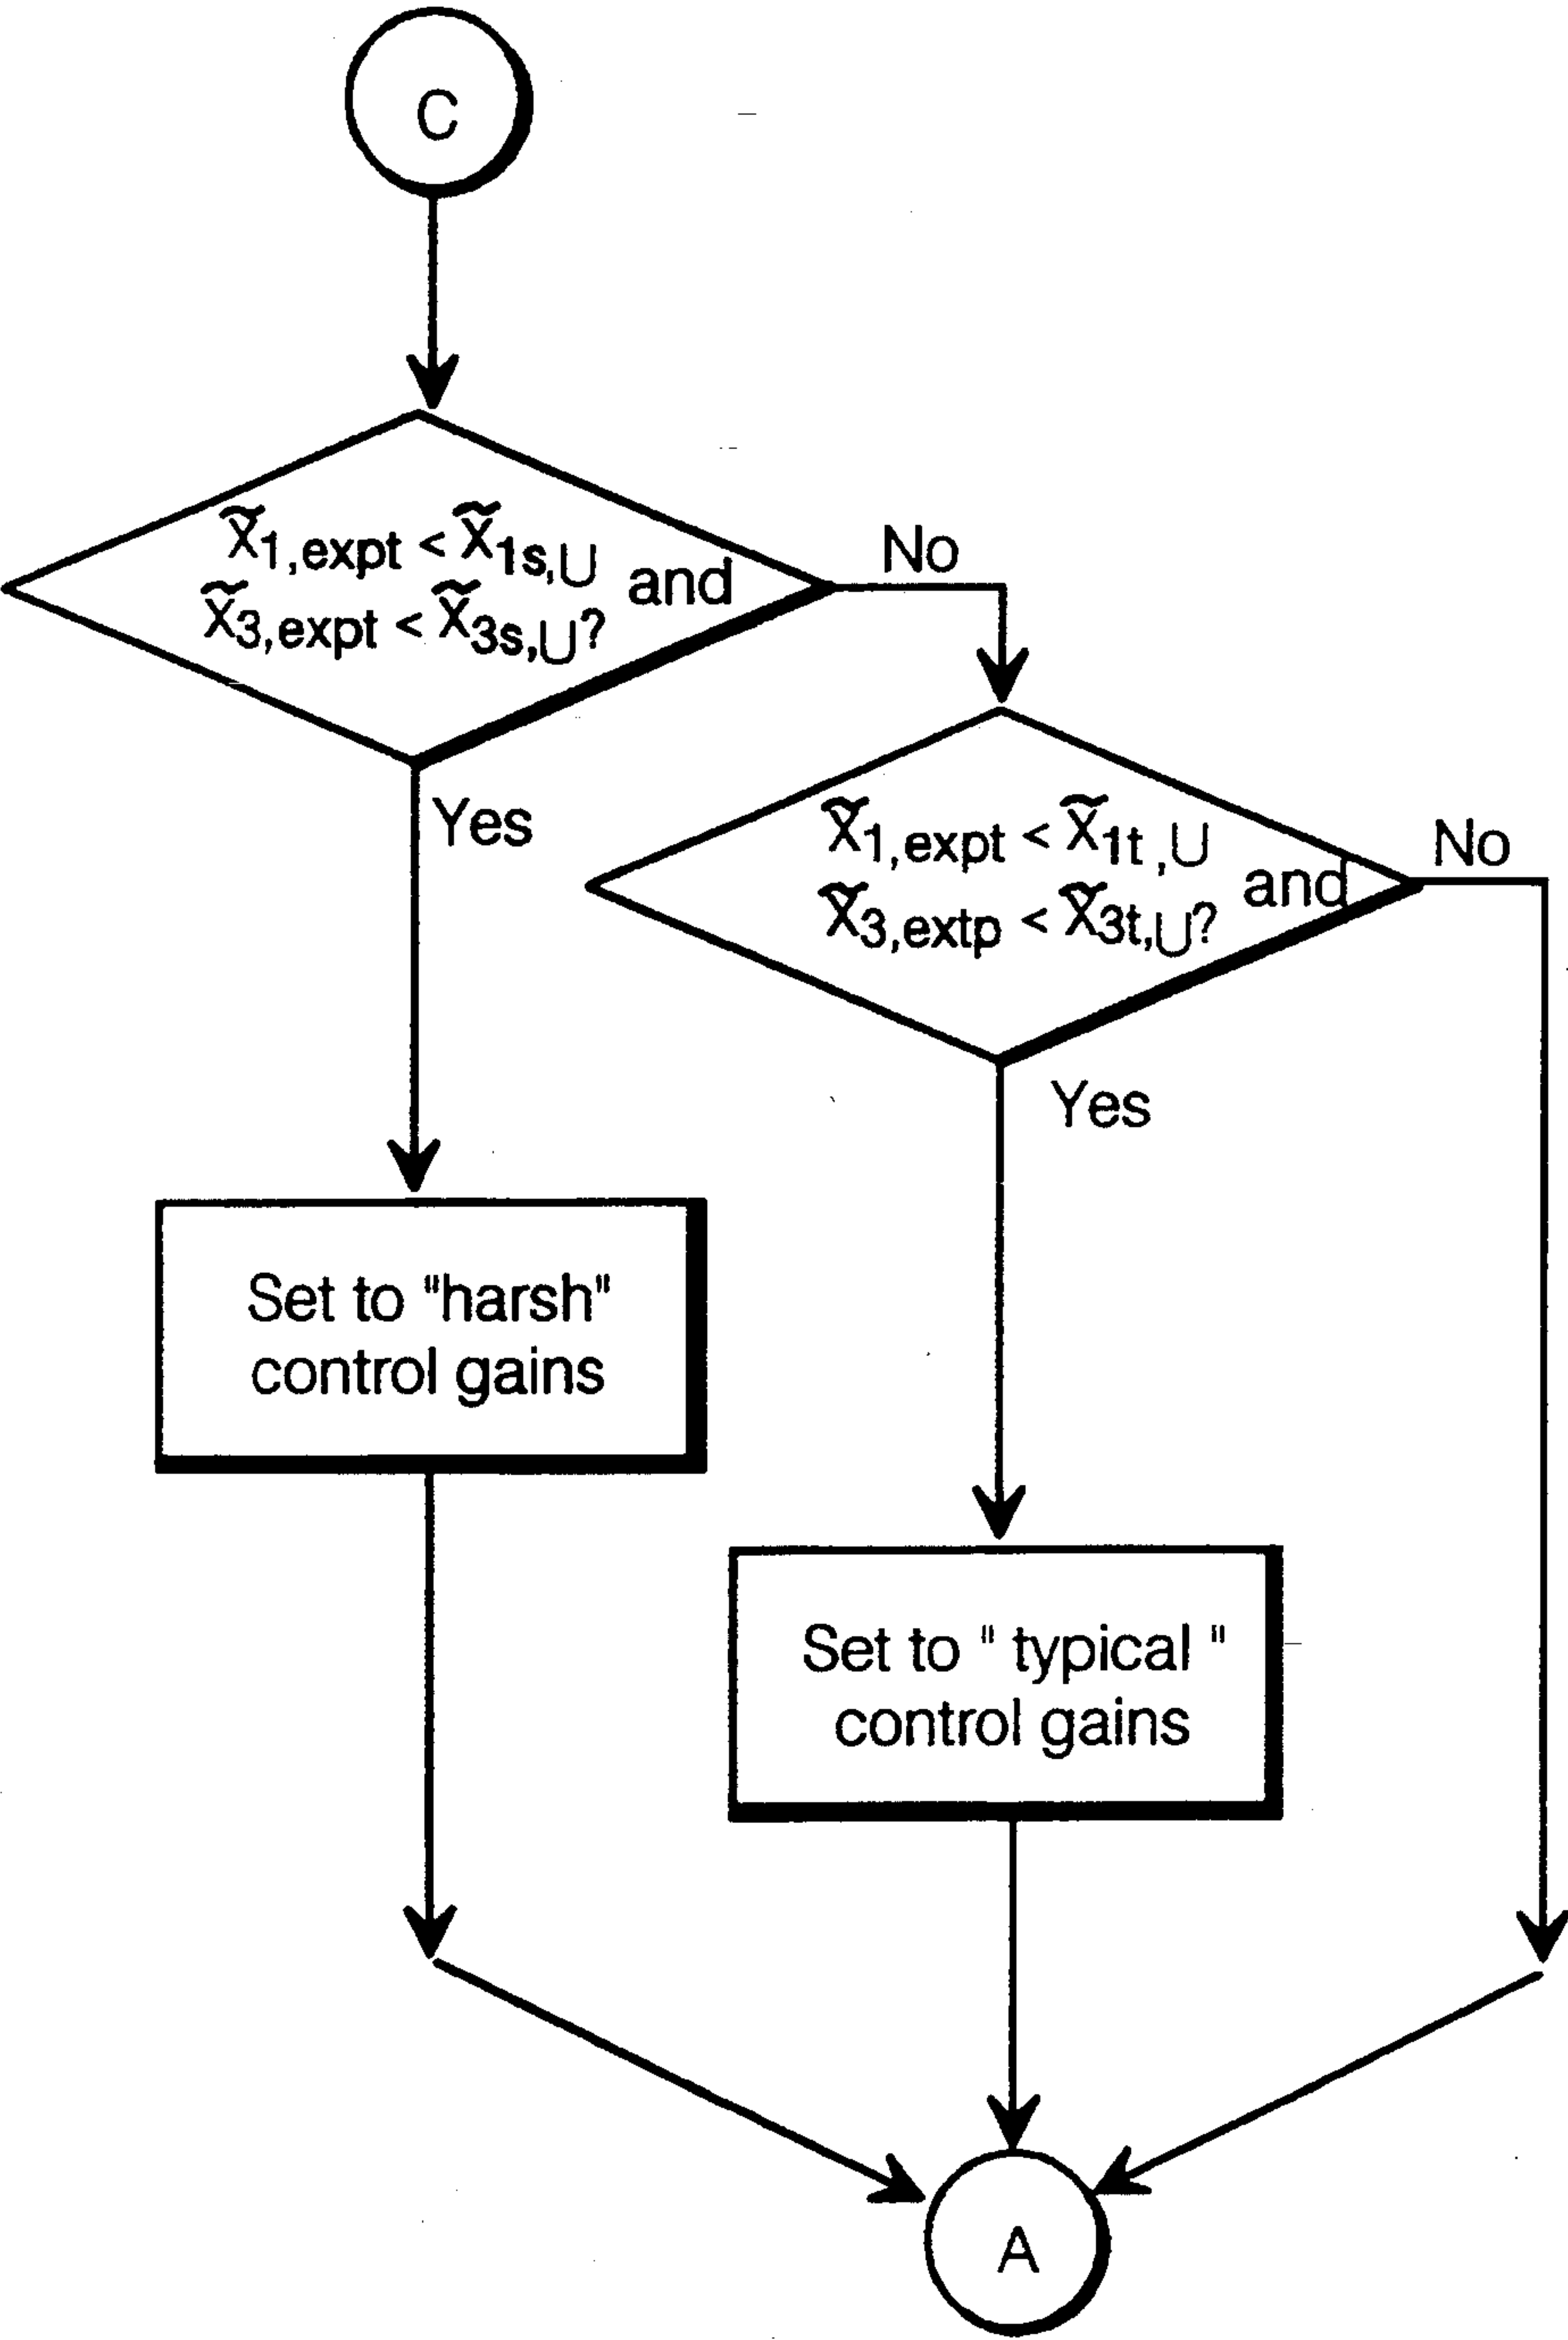 C
X̃1,expt < X̃1s,U and
X̃3,expt < X̃3s,U?
No
Yes
X̃1,expt < X̃1t,U and
X̃3,extp < X̃3t,U?
No
Yes
Set to "harsh"
control gains
Set to " typical "
control gains
A